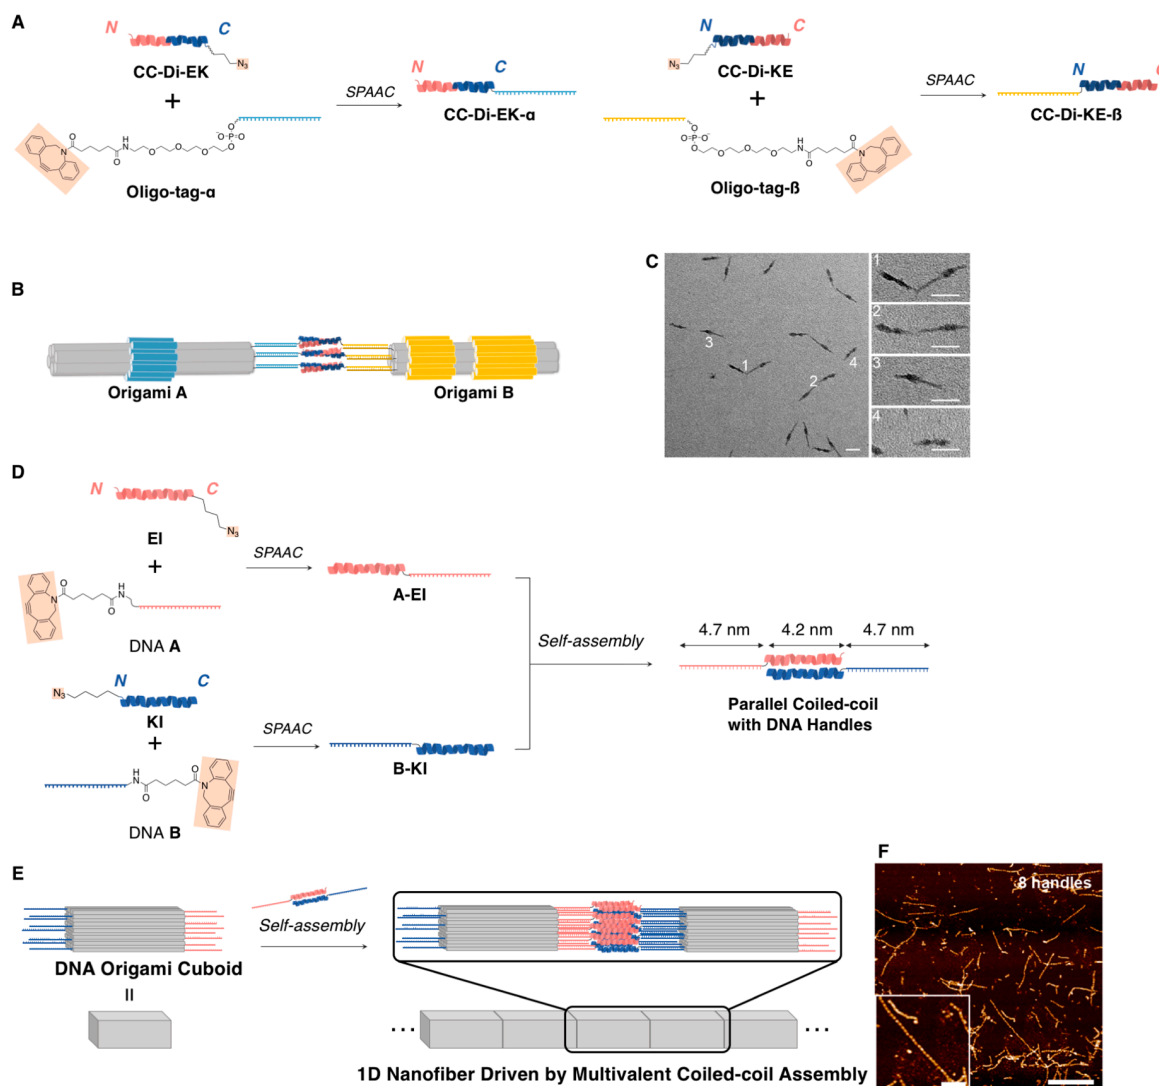 A
N
C
N₃
CC-Di-EK
+
SPAAC
N
C
CC-Di-EK-α
O
N
O
H
N
O
O
O
O
O
P
O⁻
O
Oligo-tag-α
N
C
N₃
CC-Di-KE
+
SPAAC
N
C
CC-Di-KE-ß
O
O
P
O⁻
O
O
O
O
H
N
O
O
N
Oligo-tag-ß
B
Origami A
Origami B
C
1
2
3
4
1
2
3
4
D
N
C
N₃
EI
+
SPAAC
A-EI
O
N
O
H
N
DNA A
N₃
N
C
KI
+
SPAAC
B-KI
H
N
O
O
N
DNA B
Self-assembly
4.7 nm
4.2 nm
4.7 nm
Parallel Coiled-coil
with DNA Handles
E
DNA Origami Cuboid
=
Self-assembly
...
...
1D Nanofiber Driven by Multivalent Coiled-coil Assembly
F
8 handles